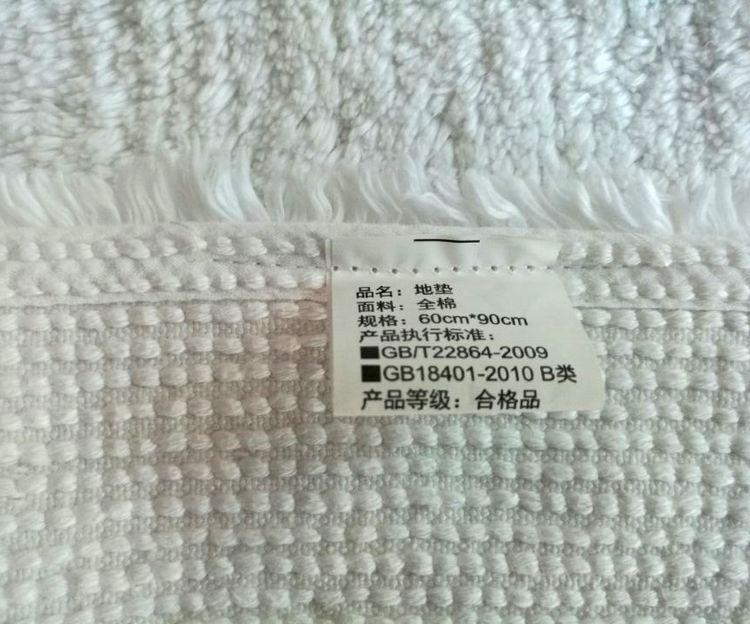 品名：地垫
面料：全棉
规格：60cm*90cm
产品执行标准：
■GB/T22864-2009
■GB18401-2010 B类
产品等级：合格品